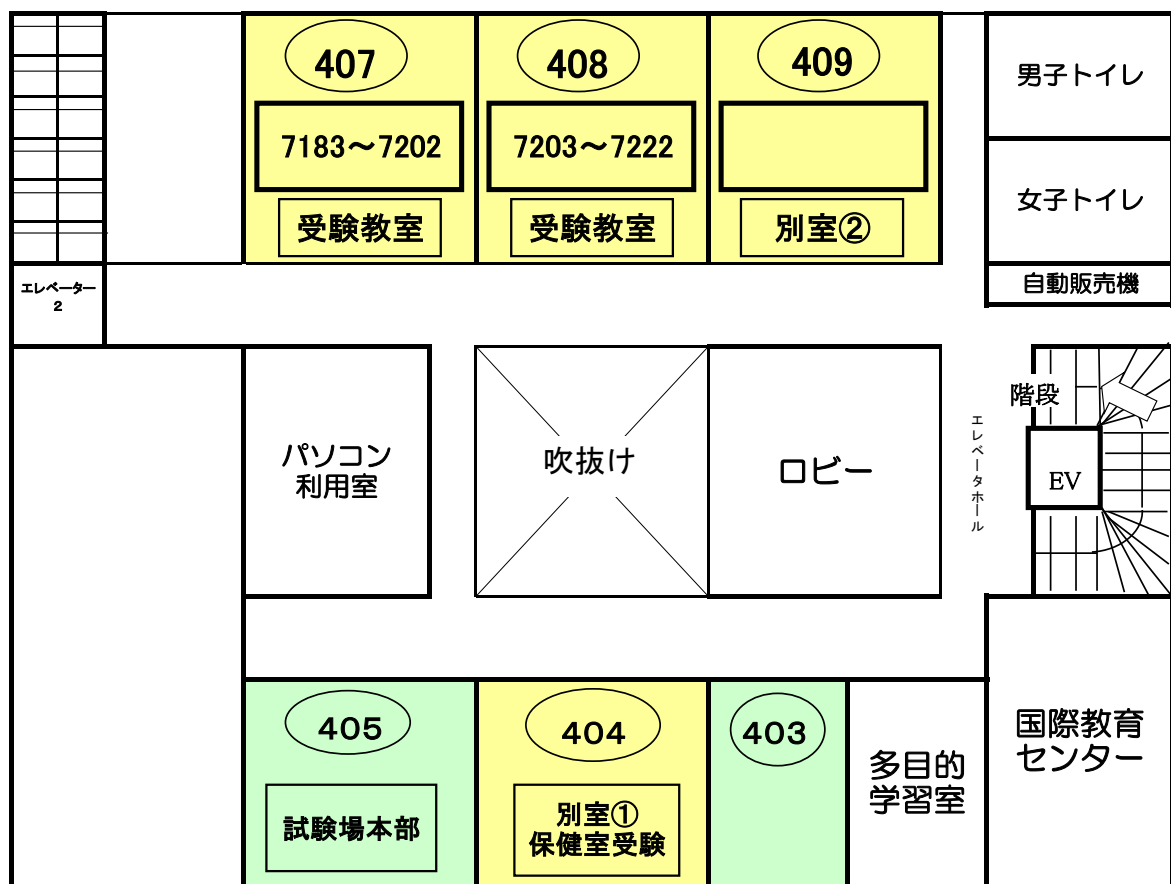 407
408
409
男子トイレ
7183～7202
7203～7222
女子トイレ
受験教室
受験教室
別室②
エレベーター
2
自動販売機
階段
パソコン
利用室
吹抜け
ロビー
エレベータホール
EV
405
404
403
国際教育
センター
多目的
学習室
試験場本部
別室①
保健室受験